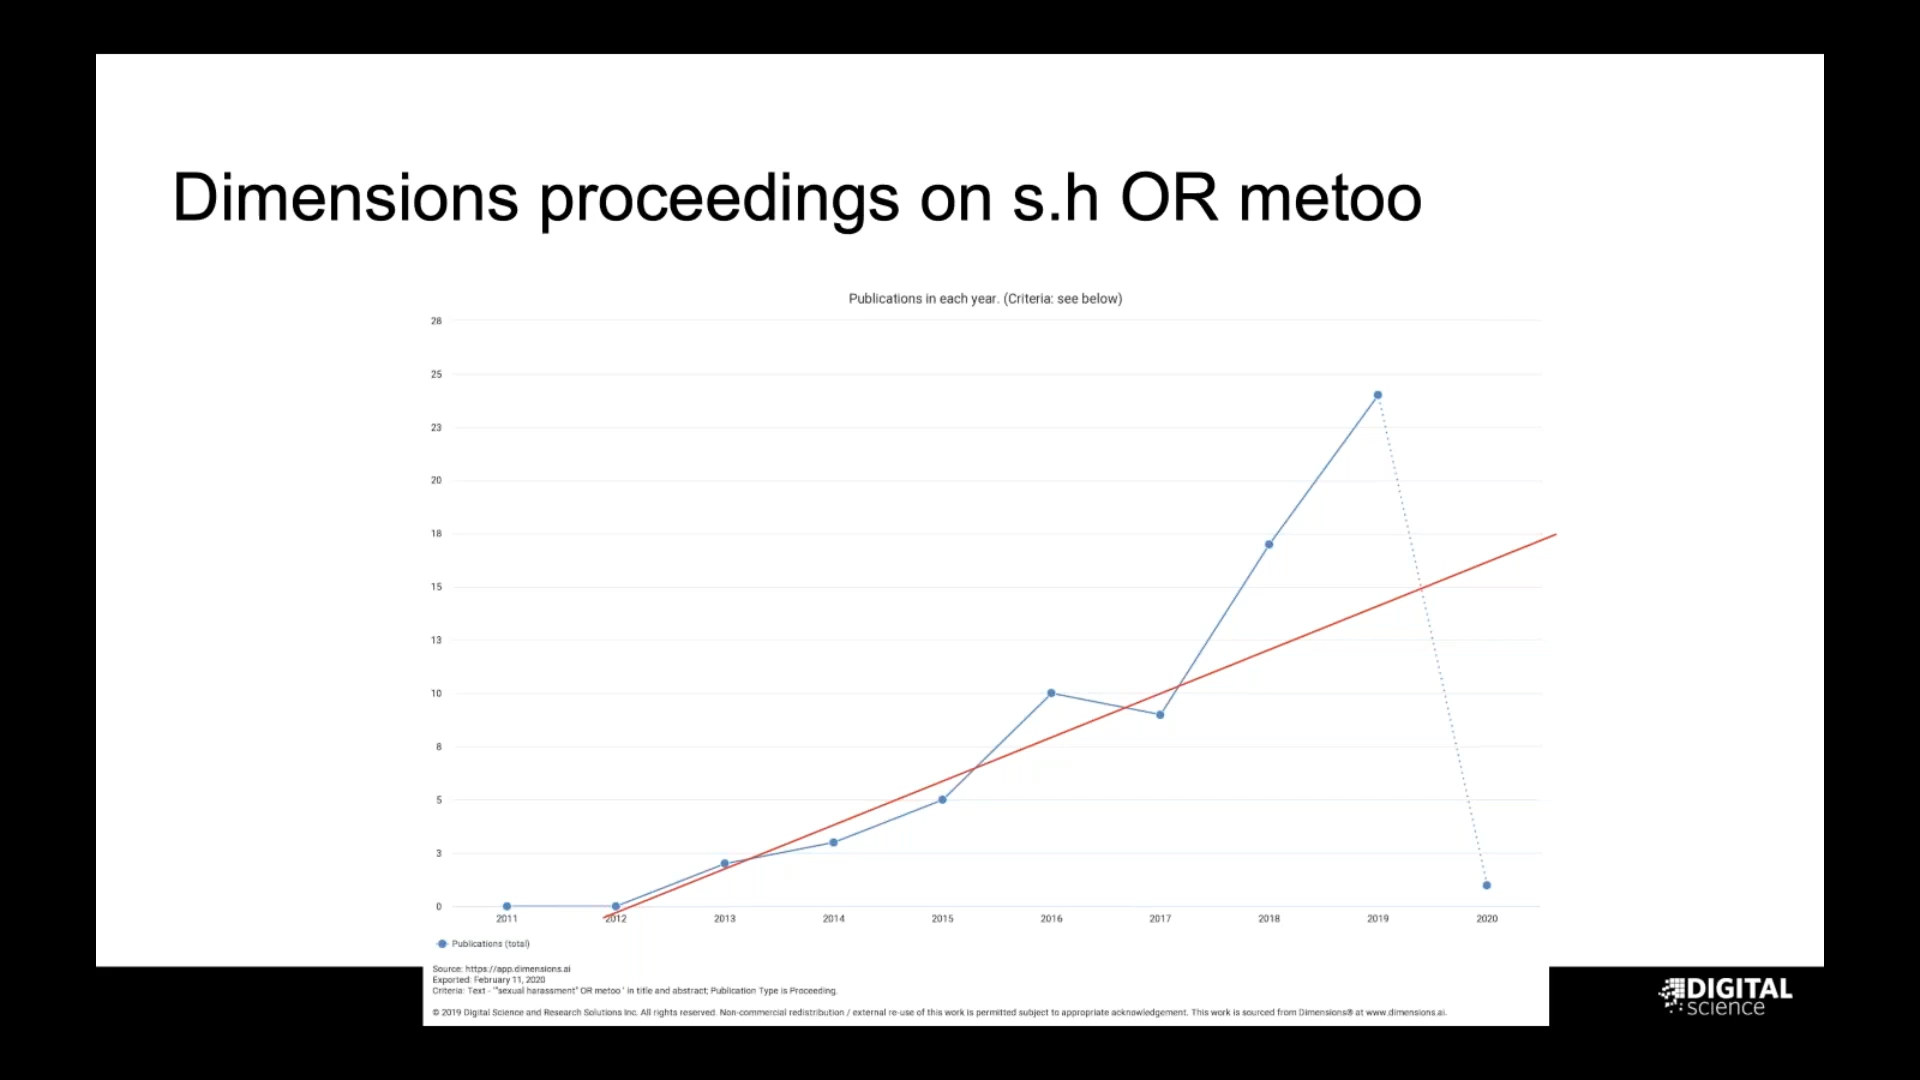 Dimensions proceedings on s.h OR metoo
Publications in each year. (Criteria: see below)
28
25
23
20
18
15
13
10
8
5
3
0
2011 2012 2013 2014 2015 2016 2017 2018 2019 2020
Publications (total)
Source: https://app.dimensions.ai
Exported: February 11, 2020
Criteria: Text - '"sexual harassment" OR metoo ' in title and abstract; Publication Type is Proceeding.
© 2019 Digital Science and Research Solutions Inc. All rights reserved. Non-commercial redistribution / external re-use of this work is permitted subject to appropriate acknowledgement. This work is sourced from Dimensions® at www.dimensions.ai.
DIGITAL
science